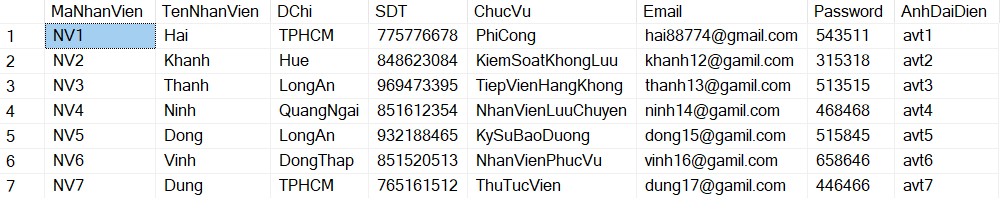 MaNhanVien TenNhanVien DChi SDT ChucVu Email Password AnhDaiDien
1 NV1 Hai TPHCM 775776678 PhiCong hai88774@gmail.com 543511 avt1
2 NV2 Khanh Hue 848623084 KiemSoatKhongLuu khanh12@gamil.com 315318 avt2
3 NV3 Thanh LongAn 969473395 TiepVienHangKhong thanh13@gamil.com 513515 avt3
4 NV4 Ninh QuangNgai 851612354 NhanVienLuuChuyen ninh14@gamil.com 468468 avt4
5 NV5 Dong LongAn 932188465 KySuBaoDuong dong15@gamil.com 515845 avt5
6 NV6 Vinh DongThap 851520513 NhanVienPhucVu vinh16@gamil.com 658646 avt6
7 NV7 Dung TPHCM 765161512 ThuTucVien dung17@gamil.com 446466 avt7